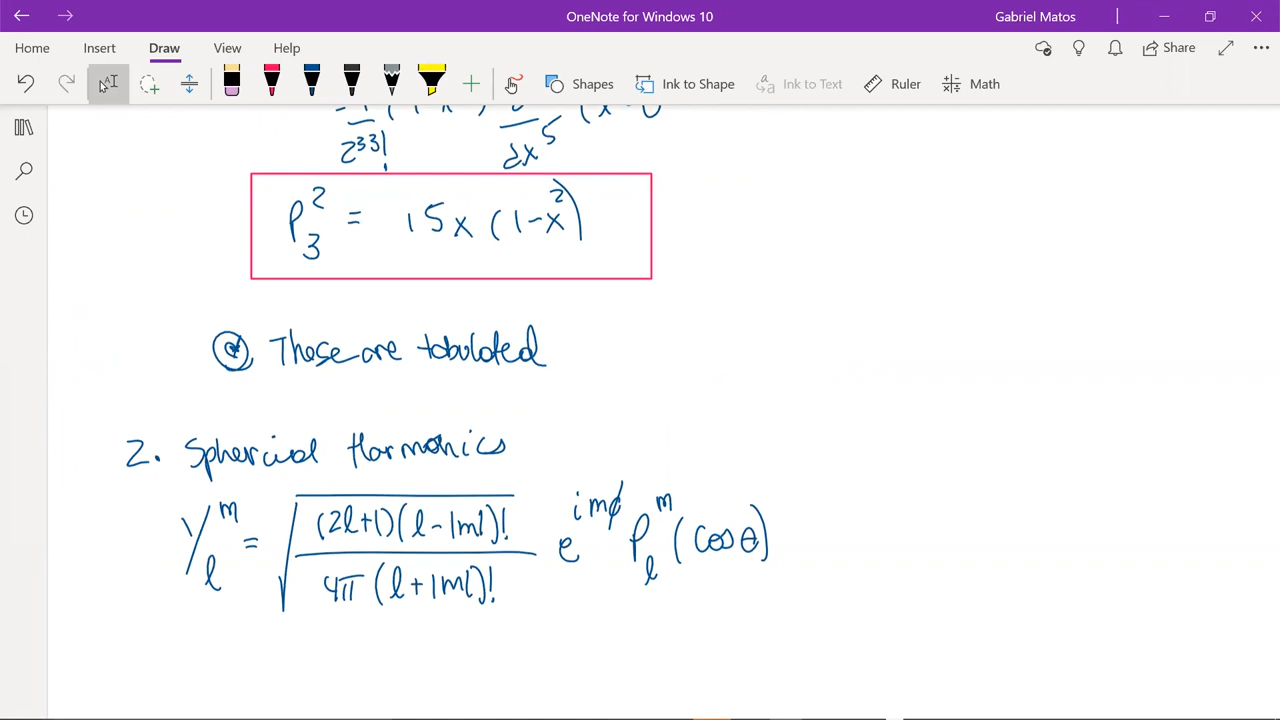 OneNote for Windows 10
Gabriel Matos
Home Insert Draw View Help
Share
Shapes
Ink to Shape
Ink to Text
Ruler
Math
2³3!
dx⁵
P₃² = 15x (1-x²)
These are tabulated
2. Spherical Harmonics
Yₗᵐ = √((2l+1)(l-|m|)! / 4π(l+|m|)!) e^{imϕ} Pₗᵐ (cosθ)